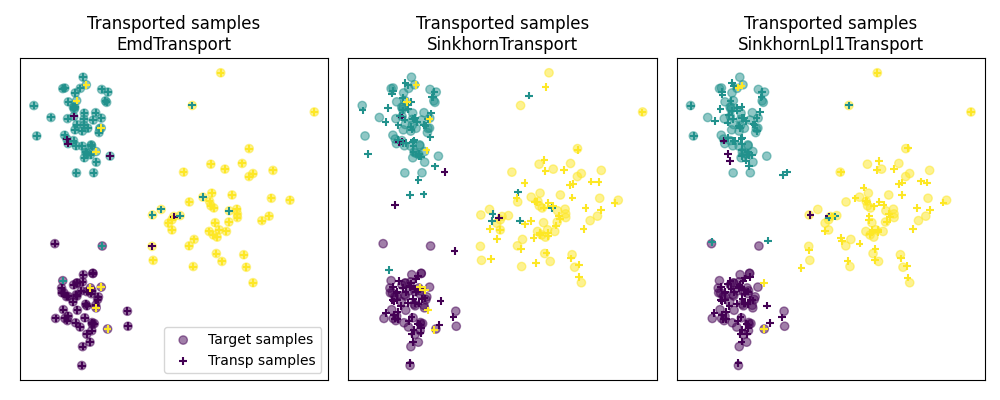 Transported samples
EmdTransport
Transported samples
SinkhornTransport
Transported samples
SinkhornLpl1Transport
Target samples
Transp samples